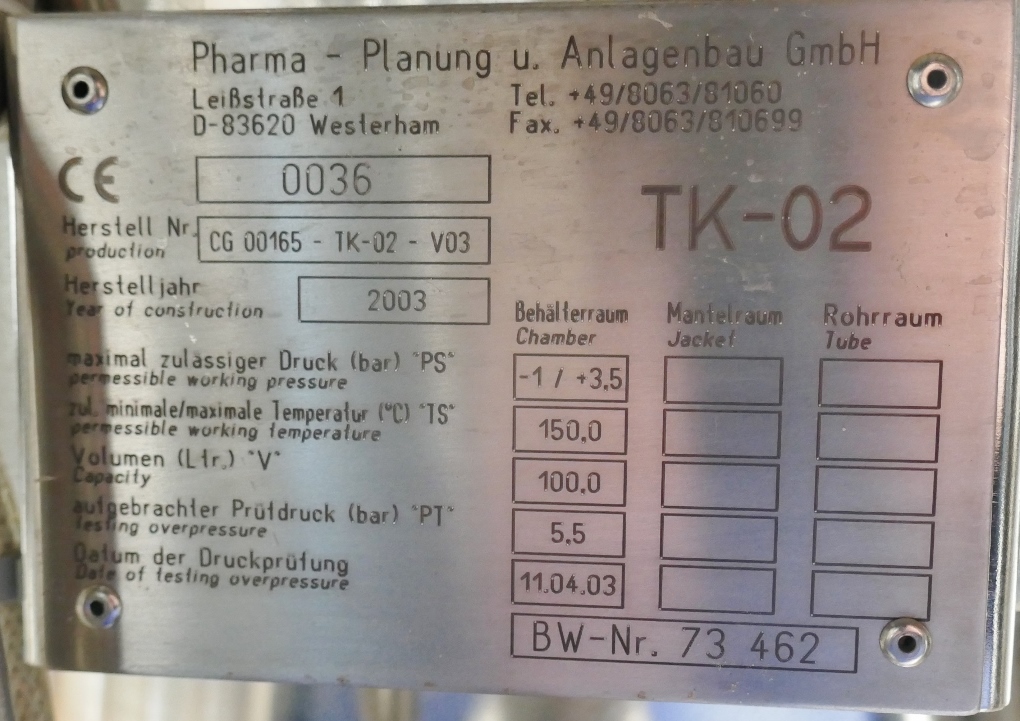 Pharma - Planung u. Anlagenbau GmbH
Leißstraße 1
D-83620 Westerham
Tel. +49/8063/81060
Fax. +49/8063/810699
CE 0036
TK-02
Herstell Nr. CG 00165 - TK-02 - V03
production
Herstelljahr 2003
Year of construction
Behälterraum Mantelraum Rohrraum
Chamber Jacket Tube
maximal zulässiger Druck (bar) "PS" -1 / +3,5
permessible working pressure
zul. minimale/maximale Temperatur (°C) "TS" 150,0
permessible working temperature
Volumen (Ltr.) "V" 100,0
Capacity
aufgebrachter Prüfdruck (bar) "PT" 5,5
testing overpressure
Datum der Druckprüfung 11.04.03
Date of testing overpressure
BW-Nr. 73 462